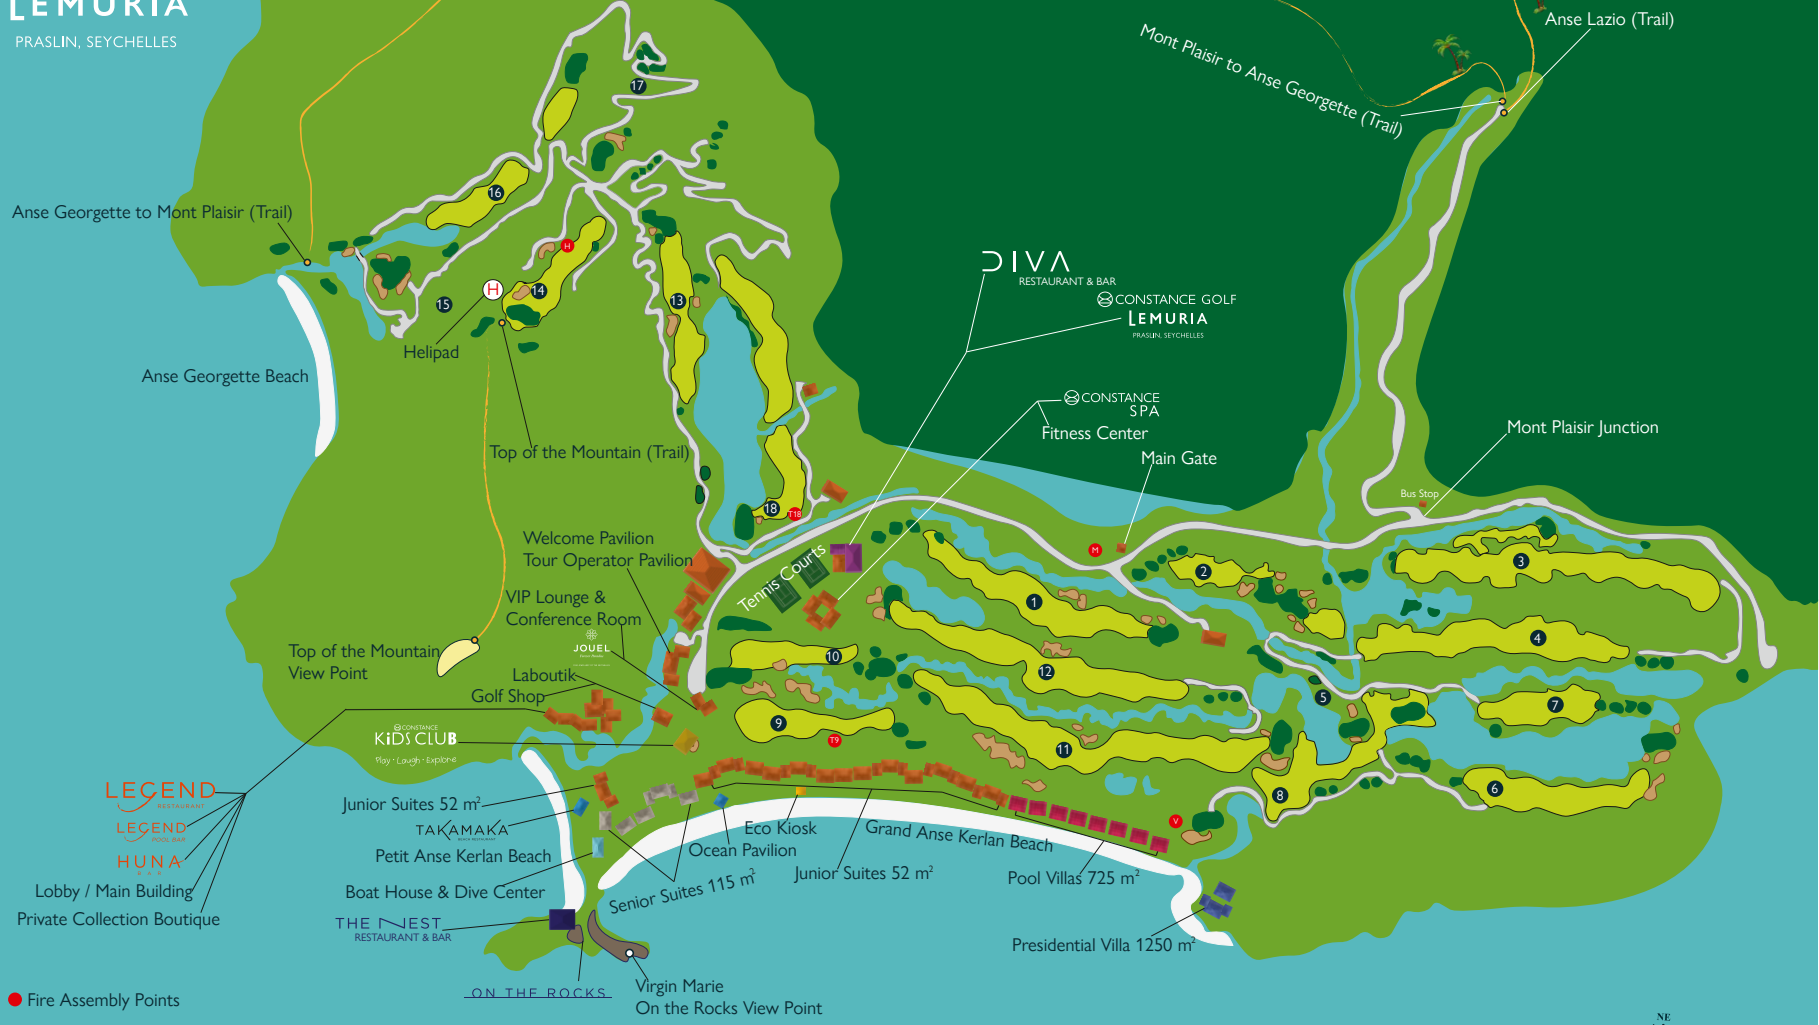 LEMURIA
PRASLIN, SEYCHELLES
Anse Lazio (Trail)
Mont Plaisir to Anse Georgette (Trail)
17
16
Anse Georgette to Mont Plaisir (Trail)
H
H
14
15
13
Helipad
Anse Georgette Beach
DIVA
RESTAURANT & BAR
CONSTANCE GOLF
LEMURIA
PRASLIN, SEYCHELLES
CONSTANCE
SPA
Fitness Center
Main Gate
Mont Plaisir Junction
Bus Stop
Top of the Mountain (Trail)
18
T18
Welcome Pavilion
Tour Operator Pavilion
Tennis Courts
M
2
3
1
VIP Lounge &
Conference Room
JOUEL
4
10
12
5
7
Top of the Mountain
View Point
Laboutik
Golf Shop
9
T9
11
6
8
CONSTANCE
KiDS CLUB
Play · Laugh · Explore
LEGEND
RESTAURANT
LEGEND
POOL BAR
HUNA
BAR
Lobby / Main Building
Private Collection Boutique
Junior Suites 52 m²
TAKAMAKA
BEACH RESTAURANT
Petit Anse Kerlan Beach
Boat House & Dive Center
THE NEST
RESTAURANT & BAR
ON THE ROCKS
Senior Suites 115 m²
Ocean Pavilion
Eco Kiosk
Junior Suites 52 m²
Grand Anse Kerlan Beach
V
Pool Villas 725 m²
Presidential Villa 1250 m²
Virgin Marie
On the Rocks View Point
Fire Assembly Points
NE